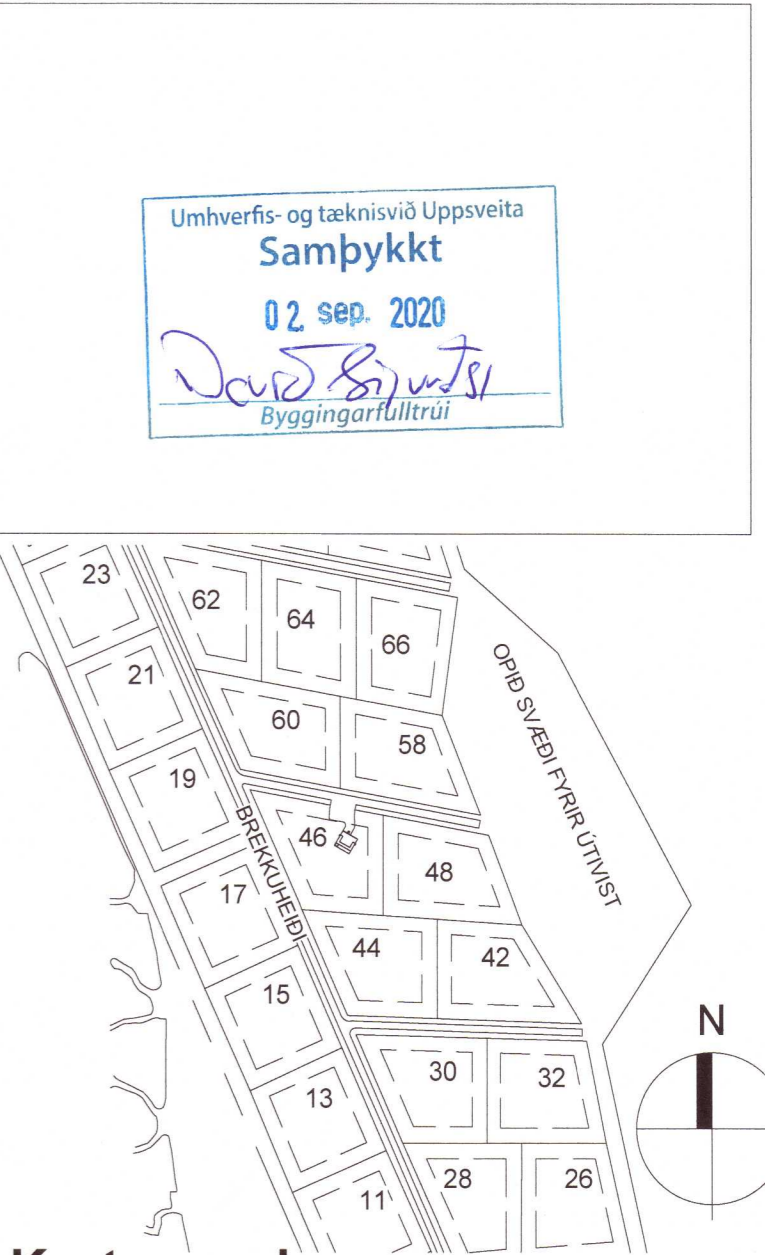 Umhverfis- og tæknisvið Uppsveita
Samþykkt
02. sep. 2020
Byggingarfulltrúi
23
62
64
66
21
60
58
OPIÐ SVÆÐI FYRIR ÚTIVIST
19
BREKKUHEIÐI
46
48
17
44
42
15
N
30
32
13
28
26
11